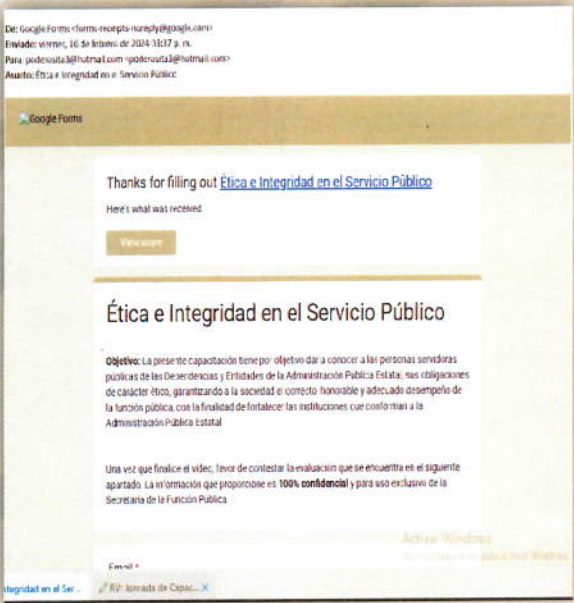 De: Google Forms <forms-receipts-noreply@google.com>
Enviado: viernes, 16 de febrero de 2024 03:37 p. m.
Para: poderosita3@hotmail.com <poderosita3@hotmail.com>
Asunto: Ética e Integridad en el Servicio Público
Google Forms
Thanks for filling out Ética e Integridad en el Servicio Público
Here's what was received
View score
Ética e Integridad en el Servicio Público
Objetivo: La presente capacitación tiene por objetivo dar a conocer a las personas servidoras
públicas de las Dependencias y Entidades de la Administración Pública Estatal, sus obligaciones
de carácter ético, garantizando a la sociedad el correcto, honorable y adecuado desempeño de
la función pública, con la finalidad de fortalecer las instituciones que conforman a la
Administración Pública Estatal
Una vez que finalice el video, favor de contestar la evaluación que se encuentra en el siguiente
apartado. La información que proporcione es 100% confidencial y para uso exclusivo de la
Secretaría de la Función Pública.
Activar Windows
activar Windows.
Email *
ntegridad en el Ser...
RV: Jornada de Capac... X